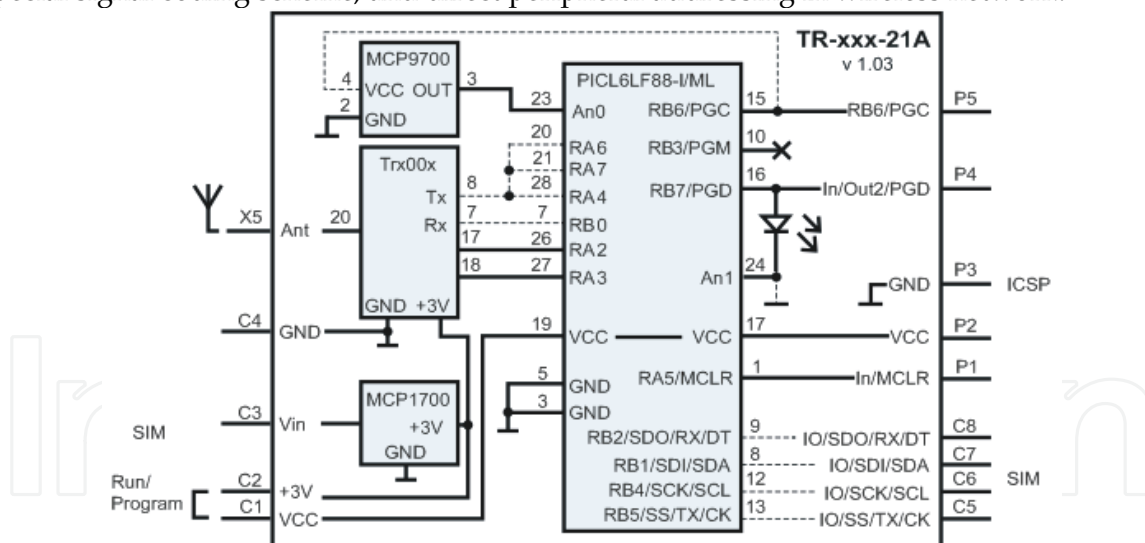 TR-xxx-21A
v 1.03
MCP9700
4 VCC OUT 3
2 GND
PICL6LF88-I/ML
23 An0
RB6/PGC 15 RB6/PGC P5
20 RA6
RB3/PGM 10
21 RA7
Trx00x
Tx 8 28 RA4
RB7/PGD 16 In/Out2/PGD P4
X5 Ant 20
Rx 7 7 RB0
17 26 RA2
18 27 RA3
An1 24
GND P3 ICSP
GND +3V
C4 GND
19 VCC VCC 17 VCC P2
5 GND
RA5/MCLR 1 In/MCLR P1
3 GND
MCP1700
SIM C3 Vin +3V
GND
RB2/SDO/RX/DT 9 IO/SDO/RX/DT C8
RB1/SDI/SDA 8 IO/SDI/SDA C7
Run/
Program
C2 +3V
RB4/SCK/SCL 12 IO/SCK/SCL C6 SIM
C1 VCC
RB5/SS/TX/CK 13 IO/SS/TX/CK C5